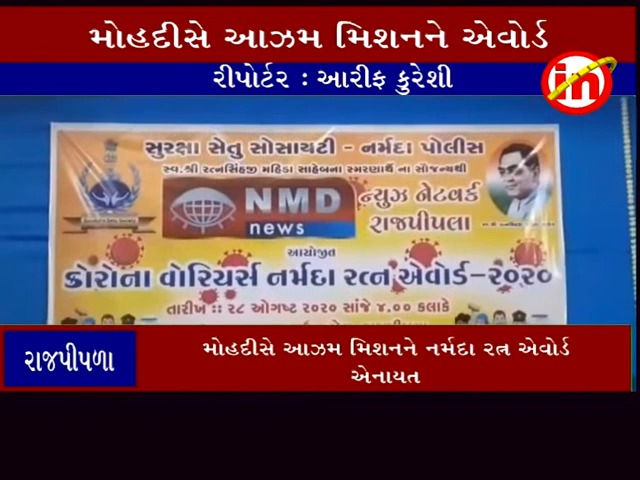 મોહદીસે આઝમ મિશનને એવોર્ડ
રીપોર્ટર : આરીફ કુરેશી
in
સુરક્ષા સેતુ સોસાયટી - નર્મદા પોલીસ
સ્વ.શ્રી રત્નસિંહજી મહિડા સાહેબના સ્મરણાર્થે ના સૌજન્યથી
NMD
news
ન્યુઝ નેટવર્ક
રાજપીપલા
આયોજીત
કોરોના વોરિયર્સ નર્મદા રત્ન એવોર્ડ-૨૦૨૦
તારીખ :: ૨૮ ઓગષ્ટ ૨૦૨૦ સાંજે ૪.૦૦ કલાકે
રાજપીપળા
મોહદીસે આઝમ મિશનને નર્મદા રત્ન એવોર્ડ
એનાયત